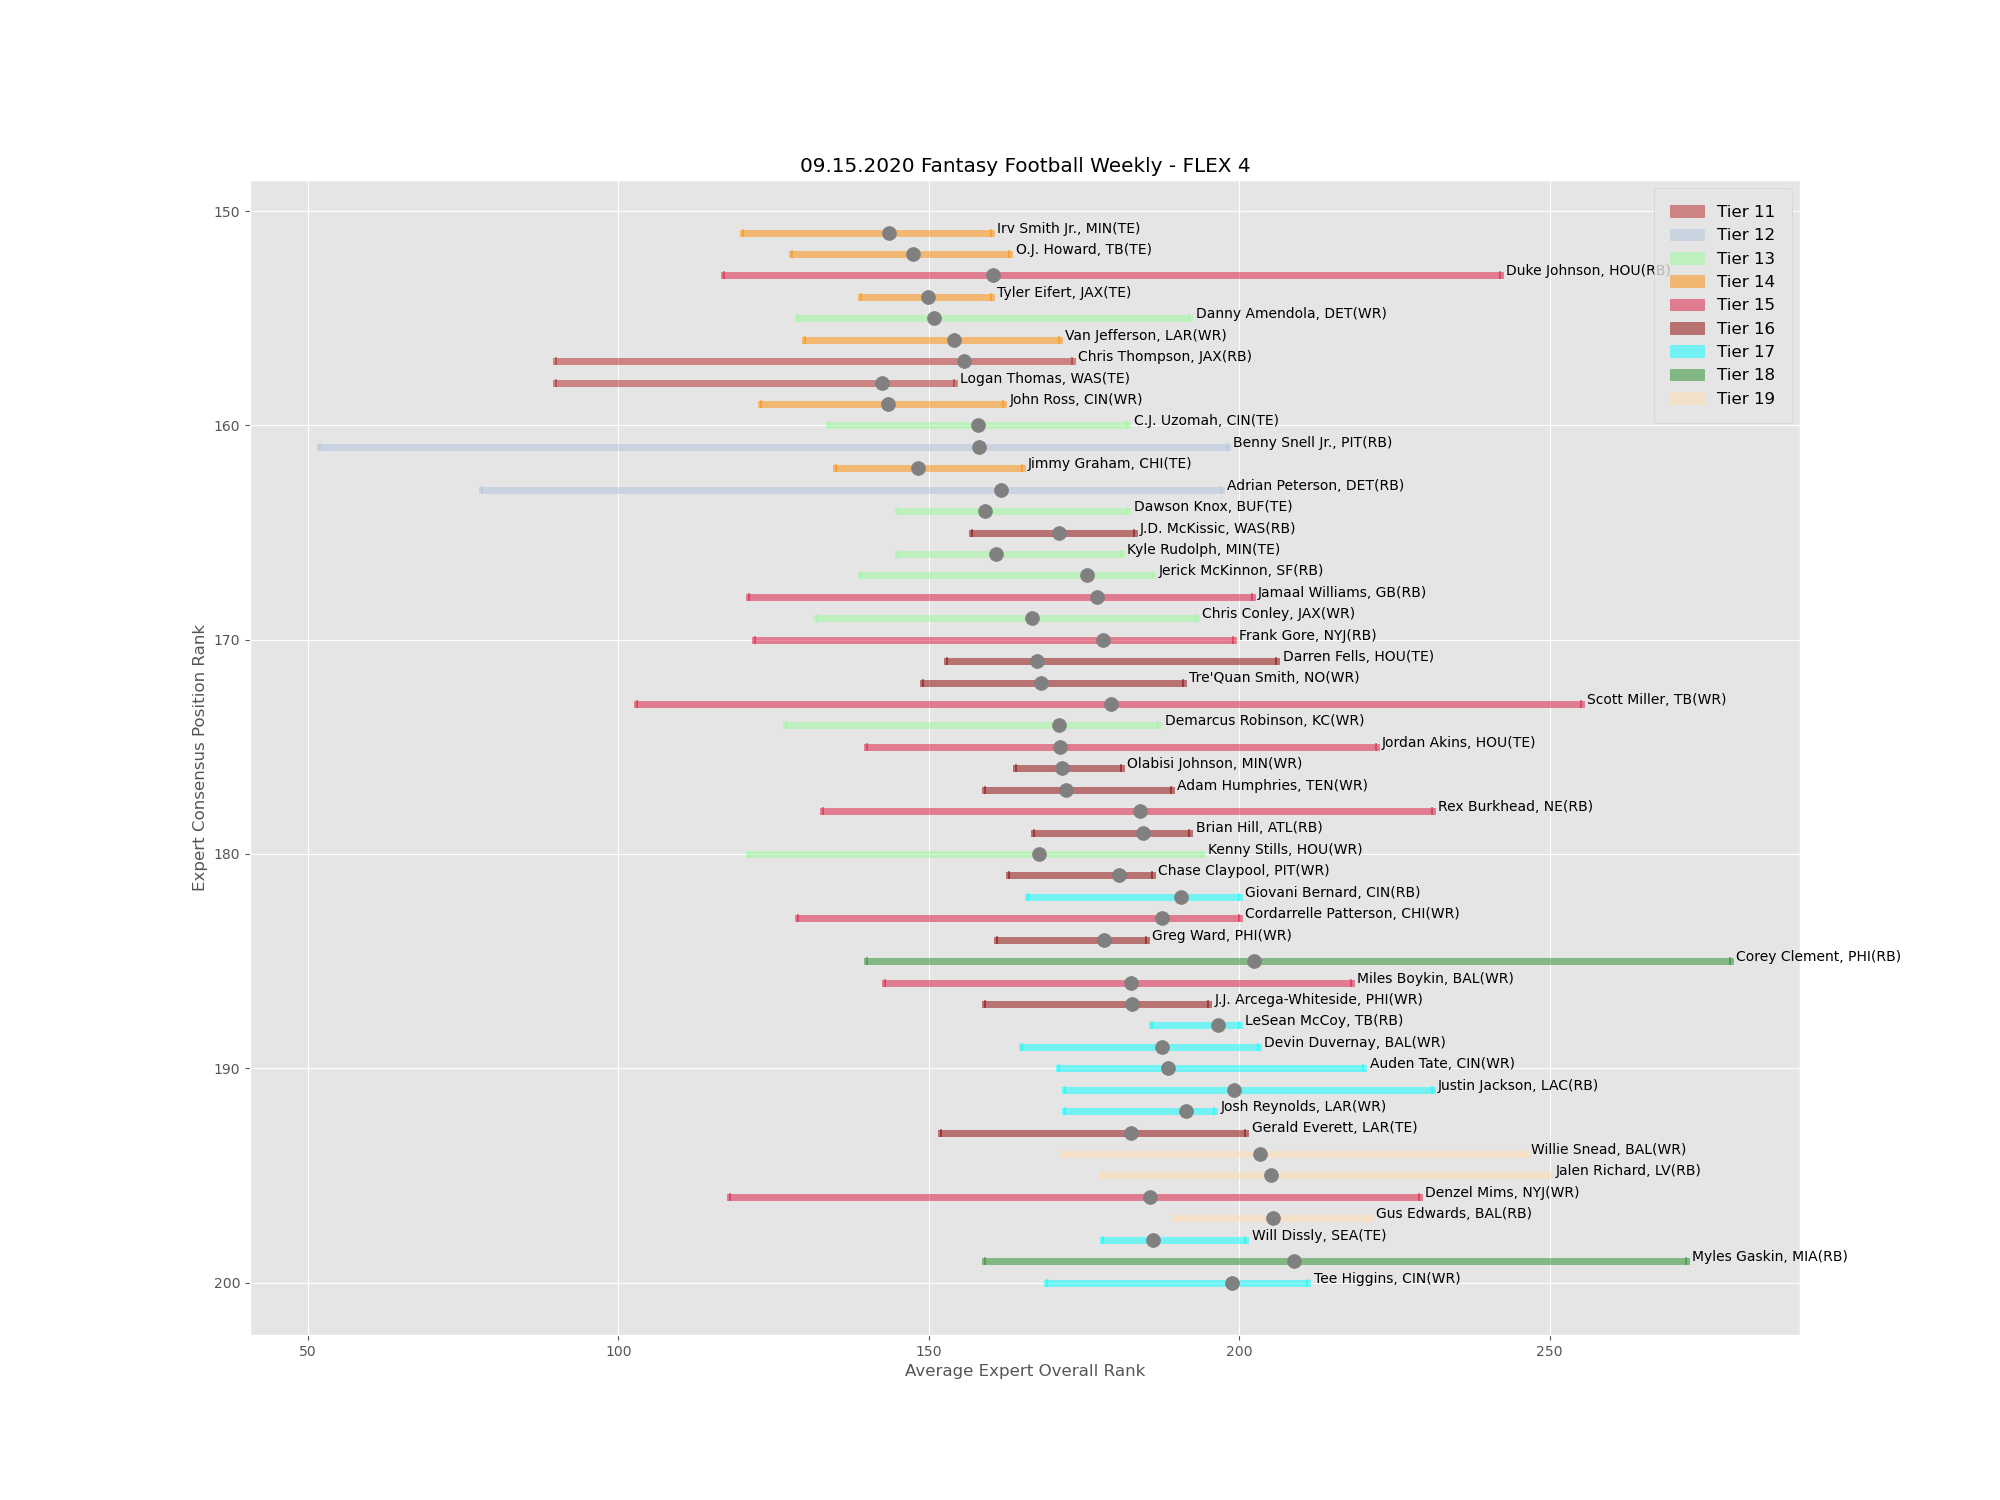 09.15.2020 Fantasy Football Weekly - FLEX 4
Tier 11
Tier 12
Tier 13
Tier 14
Tier 15
Tier 16
Tier 17
Tier 18
Tier 19
Irv Smith Jr., MIN(TE)
O.J. Howard, TB(TE)
Duke Johnson, HOU(RB)
Tyler Eifert, JAX(TE)
Danny Amendola, DET(WR)
Van Jefferson, LAR(WR)
Chris Thompson, JAX(RB)
Logan Thomas, WAS(TE)
John Ross, CIN(WR)
C.J. Uzomah, CIN(TE)
Benny Snell Jr., PIT(RB)
Jimmy Graham, CHI(TE)
Adrian Peterson, DET(RB)
Dawson Knox, BUF(TE)
J.D. McKissic, WAS(RB)
Kyle Rudolph, MIN(TE)
Jerick McKinnon, SF(RB)
Jamaal Williams, GB(RB)
Chris Conley, JAX(WR)
Frank Gore, NYJ(RB)
Darren Fells, HOU(TE)
Tre'Quan Smith, NO(WR)
Scott Miller, TB(WR)
Demarcus Robinson, KC(WR)
Jordan Akins, HOU(TE)
Olabisi Johnson, MIN(WR)
Adam Humphries, TEN(WR)
Rex Burkhead, NE(RB)
Brian Hill, ATL(RB)
Kenny Stills, HOU(WR)
Chase Claypool, PIT(WR)
Giovani Bernard, CIN(RB)
Cordarrelle Patterson, CHI(WR)
Greg Ward, PHI(WR)
Corey Clement, PHI(RB)
Miles Boykin, BAL(WR)
J.J. Arcega-Whiteside, PHI(WR)
LeSean McCoy, TB(RB)
Devin Duvernay, BAL(WR)
Auden Tate, CIN(WR)
Justin Jackson, LAC(RB)
Josh Reynolds, LAR(WR)
Gerald Everett, LAR(TE)
Willie Snead, BAL(WR)
Jalen Richard, LV(RB)
Denzel Mims, NYJ(WR)
Gus Edwards, BAL(RB)
Will Dissly, SEA(TE)
Myles Gaskin, MIA(RB)
Tee Higgins, CIN(WR)
150
160
170
180
190
200
Expert Consensus Position Rank
50 100 150 200 250
Average Expert Overall Rank